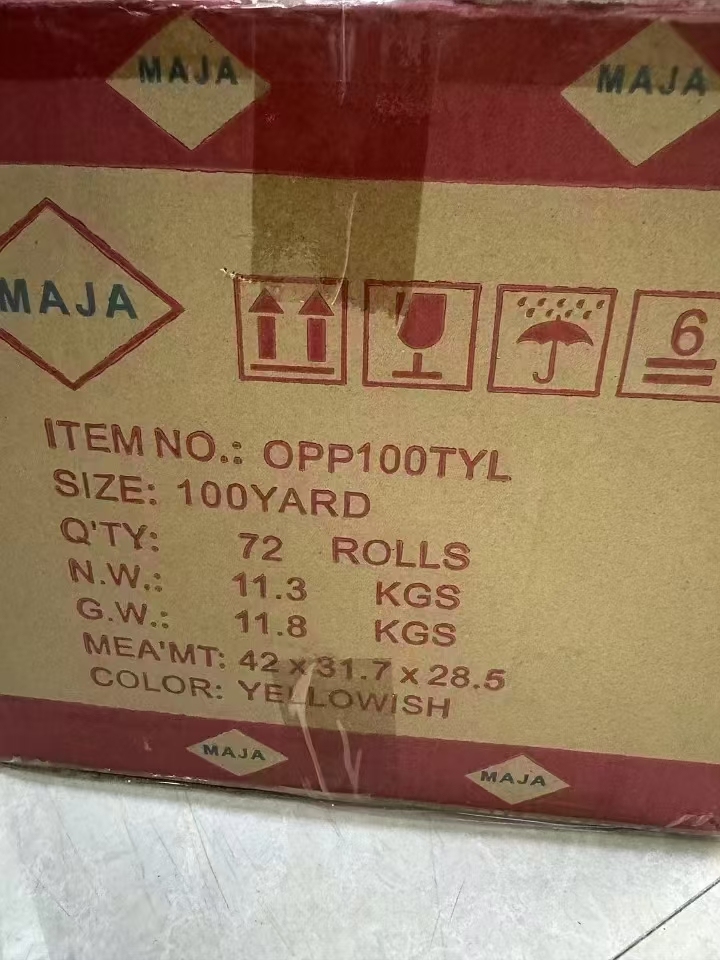 MAJA MAJA
MAJA
6
ITEM NO.: OPP100TYL
SIZE: 100YARD
Q'TY: 72 ROLLS
N.W.: 11.3 KGS
G.W.: 11.8 KGS
MEA'MT: 42 x 31.7 x 28.5
COLOR: YELLOWISH
MAJA MAJA